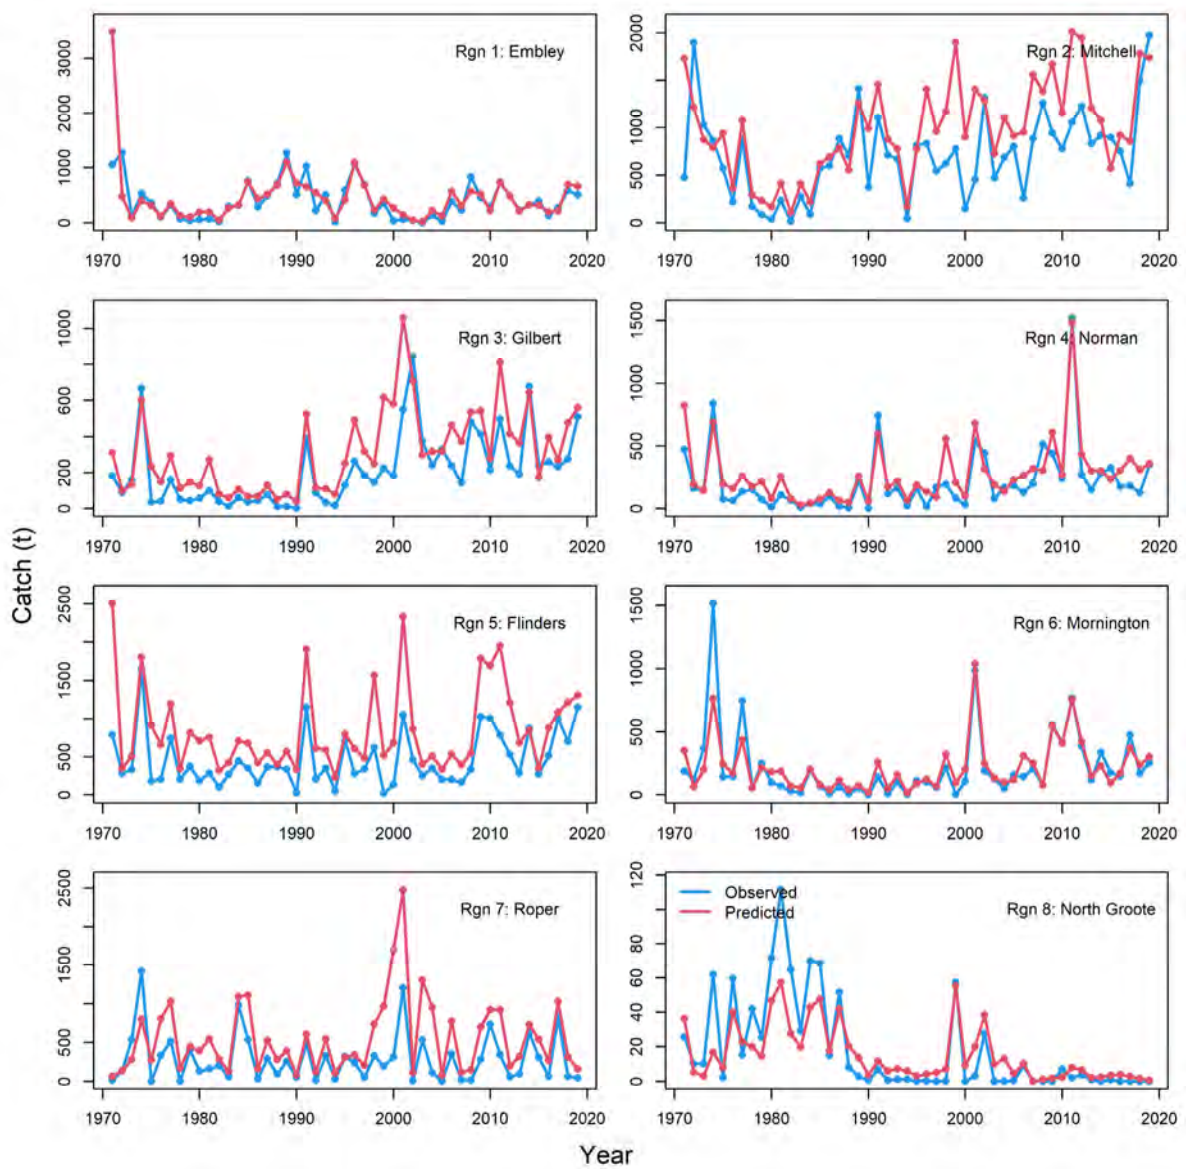 Rgn 1: Embley
3000
2000
1000
0
1970 1980 1990 2000 2010 2020
Rgn 2: Mitchell
2000
1000
500
0
1970 1980 1990 2000 2010 2020
Rgn 3: Gilbert
1000
600
200
0
1970 1980 1990 2000 2010 2020
Rgn 4: Norman
1500
1000
500
0
1970 1980 1990 2000 2010 2020
Rgn 5: Flinders
2500
1500
500
0
1970 1980 1990 2000 2010 2020
Rgn 6: Mornington
1500
1000
500
0
1970 1980 1990 2000 2010 2020
Rgn 7: Roper
2500
1500
500
0
1970 1980 1990 2000 2010 2020
Observed
Predicted
Rgn 8: North Groote
120
80
60
40
20
0
1970 1980 1990 2000 2010 2020
Catch (t)
Year